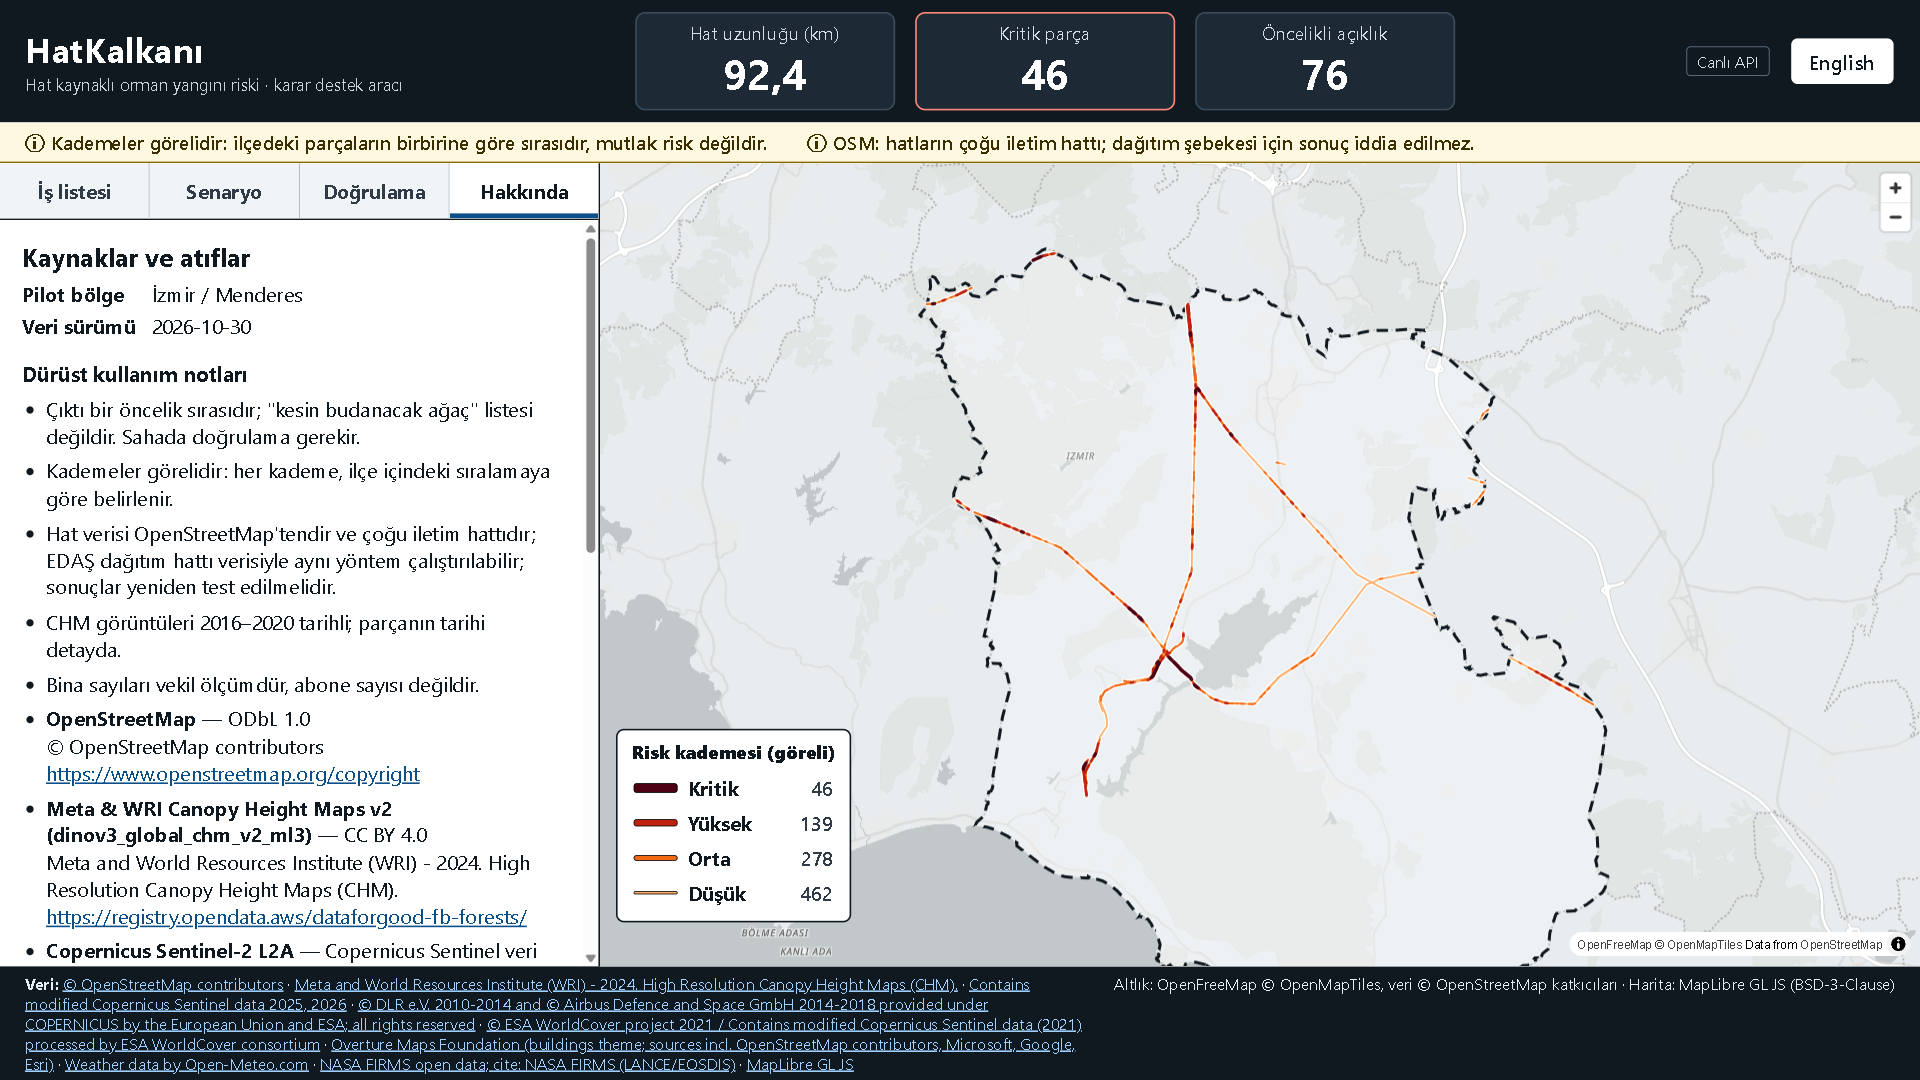 HatKalkanı
Hat kaynaklı orman yangını riski · karar destek aracı
Hat uzunluğu (km)
92,4
Kritik parça
46
Öncelikli açıklık
76
Canlı API
English
ⓘ Kademeler görelidir: ilçedeki parçaların birbirine göre sırasıdır, mutlak risk değildir.
ⓘ OSM: hatların çoğu iletim hattı; dağıtım şebekesi için sonuç iddia edilmez.
İş listesi
Senaryo
Doğrulama
Hakkında
Kaynaklar ve atıflar
Pilot bölge İzmir / Menderes
Veri sürümü 2026-10-30
Dürüst kullanım notları
• Çıktı bir öncelik sırasıdır; "kesin budanacak ağaç" listesi
değildir. Sahada doğrulama gerekir.
• Kademeler görelidir: her kademe, ilçe içindeki sıralamaya
göre belirlenir.
• Hat verisi OpenStreetMap'tendir ve çoğu iletim hattıdır;
EDAŞ dağıtım hattı verisiyle aynı yöntem çalıştırılabilir;
sonuçlar yeniden test edilmelidir.
• CHM görüntüleri 2016–2020 tarihli; parçanın tarihi
detayda.
• Bina sayıları vekil ölçümdür, abone sayısı değildir.
• OpenStreetMap — ODbL 1.0
© OpenStreetMap contributors
https://www.openstreetmap.org/copyright
• Meta & WRI Canopy Height Maps v2
(dinov3_global_chm_v2_ml3) — CC BY 4.0
Meta and World Resources Institute (WRI) - 2024. High
Resolution Canopy Height Maps (CHM).
https://registry.opendata.aws/dataforgood-fb-forests/
• Copernicus Sentinel-2 L2A — Copernicus Sentinel veri
+
−
IZMIR
Risk kademesi (göreli)
Kritik 46
Yüksek 139
Orta 278
Düşük 462
BÖLME ADASI
KANLI ADA
OpenFreeMap © OpenMapTiles Data from OpenStreetMap
Veri: © OpenStreetMap contributors · Meta and World Resources Institute (WRI) - 2024. High Resolution Canopy Height Maps (CHM). · Contains
modified Copernicus Sentinel data 2025, 2026 · © DLR e.V. 2010-2014 and © Airbus Defence and Space GmbH 2014-2018 provided under
COPERNICUS by the European Union and ESA; all rights reserved · © ESA WorldCover project 2021 / Contains modified Copernicus Sentinel data (2021)
processed by ESA WorldCover consortium · Overture Maps Foundation (buildings theme; sources incl. OpenStreetMap contributors, Microsoft, Google,
Esri) · Weather data by Open-Meteo.com · NASA FIRMS open data; cite: NASA FIRMS (LANCE/EOSDIS) · MapLibre GL JS
Altlık: OpenFreeMap © OpenMapTiles, veri © OpenStreetMap katkıcıları · Harita: MapLibre GL JS (BSD-3-Clause)